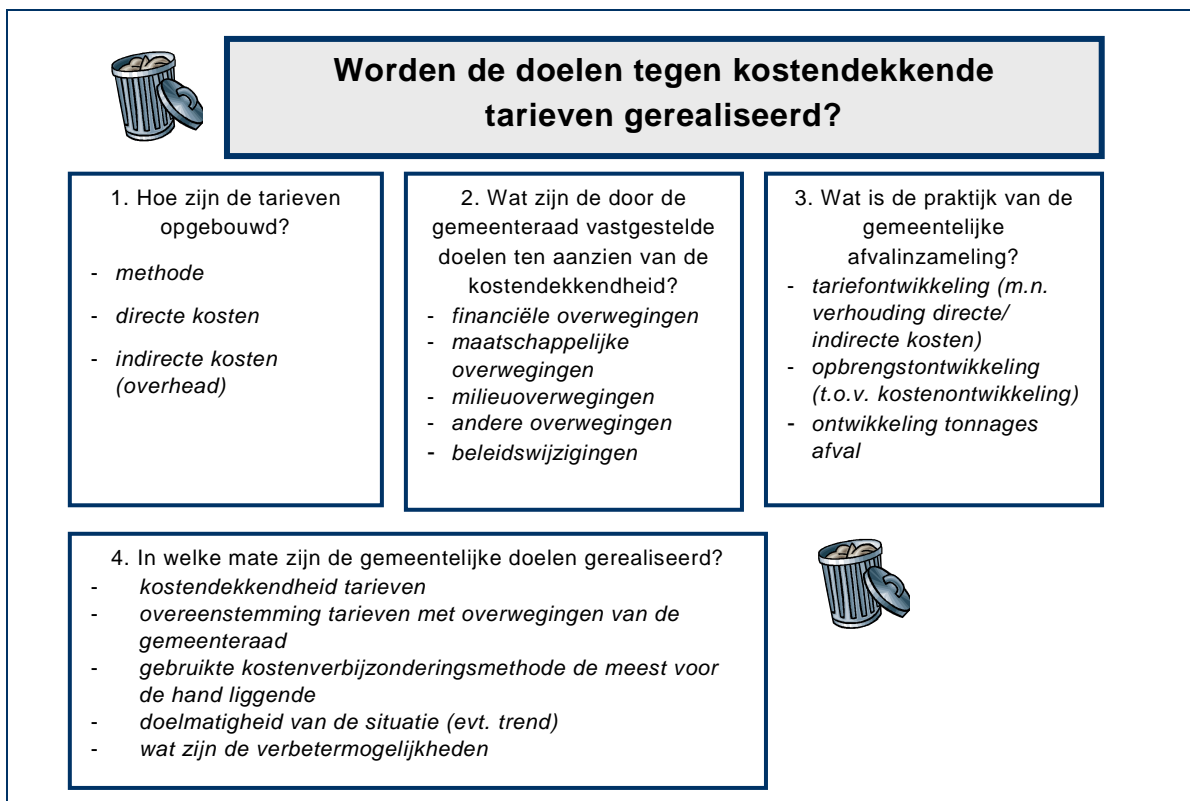 Worden de doelen tegen kostendekkende
tarieven gerealiseerd?
1. Hoe zijn de tarieven
opgebouwd?
- methode
- directe kosten
- indirecte kosten
(overhead)
2. Wat zijn de door de
gemeenteraad vastgestelde
doelen ten aanzien van de
kostendekkendheid?
- financiële overwegingen
- maatschappelijke
overwegingen
- milieuoverwegingen
- andere overwegingen
- beleidswijzigingen
3. Wat is de praktijk van de
gemeentelijke
afvalinzameling?
- tariefontwikkeling (m.n.
verhouding directe/
indirecte kosten)
- opbrengstontwikkeling
(t.o.v. kostenontwikkeling)
- ontwikkeling tonnages
afval
4. In welke mate zijn de gemeentelijke doelen gerealiseerd?
- kostendekkendheid tarieven
- overeenstemming tarieven met overwegingen van de
gemeenteraad
- gebruikte kostenverbijzonderingsmethode de meest voor
de hand liggende
- doelmatigheid van de situatie (evt. trend)
- wat zijn de verbetermogelijkheden